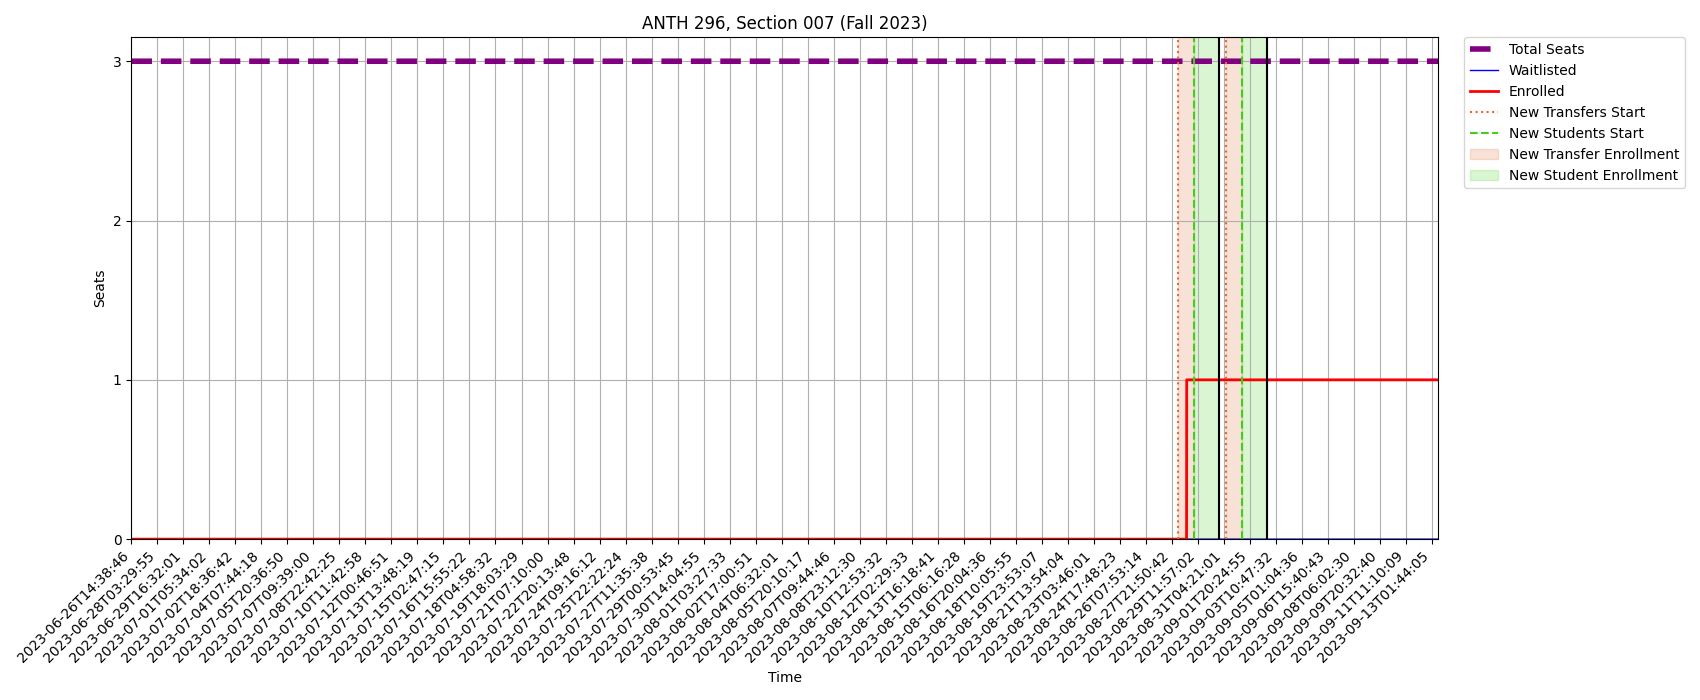 ANTH 296, Section 007 (Fall 2023)
Total Seats
Waitlisted
Enrolled
New Transfers Start
New Students Start
New Transfer Enrollment
New Student Enrollment
3
2
1
0
Seats
2023-06-26T14:38:46
2023-06-28T03:29:55
2023-06-29T16:32:01
2023-07-01T05:34:02
2023-07-02T18:36:42
2023-07-04T07:44:18
2023-07-05T20:36:50
2023-07-07T09:39:00
2023-07-08T22:42:25
2023-07-10T11:42:58
2023-07-12T00:46:51
2023-07-13T13:48:19
2023-07-15T02:47:15
2023-07-16T15:55:22
2023-07-18T04:58:32
2023-07-19T18:03:29
2023-07-21T07:10:00
2023-07-22T20:13:48
2023-07-24T09:16:12
2023-07-25T22:22:24
2023-07-27T11:35:38
2023-07-29T00:53:45
2023-07-30T14:04:55
2023-08-01T03:27:33
2023-08-02T17:00:51
2023-08-04T06:32:01
2023-08-05T20:10:17
2023-08-07T09:44:46
2023-08-08T23:12:30
2023-08-10T12:53:32
2023-08-12T02:29:33
2023-08-13T16:18:41
2023-08-15T06:16:28
2023-08-16T20:04:36
2023-08-18T10:05:55
2023-08-19T23:53:07
2023-08-21T13:54:04
2023-08-23T03:46:01
2023-08-24T17:48:23
2023-08-26T07:53:14
2023-08-27T21:50:42
2023-08-29T11:57:02
2023-08-31T04:21:01
2023-09-01T20:24:55
2023-09-03T10:47:32
2023-09-05T01:04:36
2023-09-06T15:40:43
2023-09-08T06:02:30
2023-09-09T20:32:40
2023-09-11T11:10:09
2023-09-13T01:44:05
Time